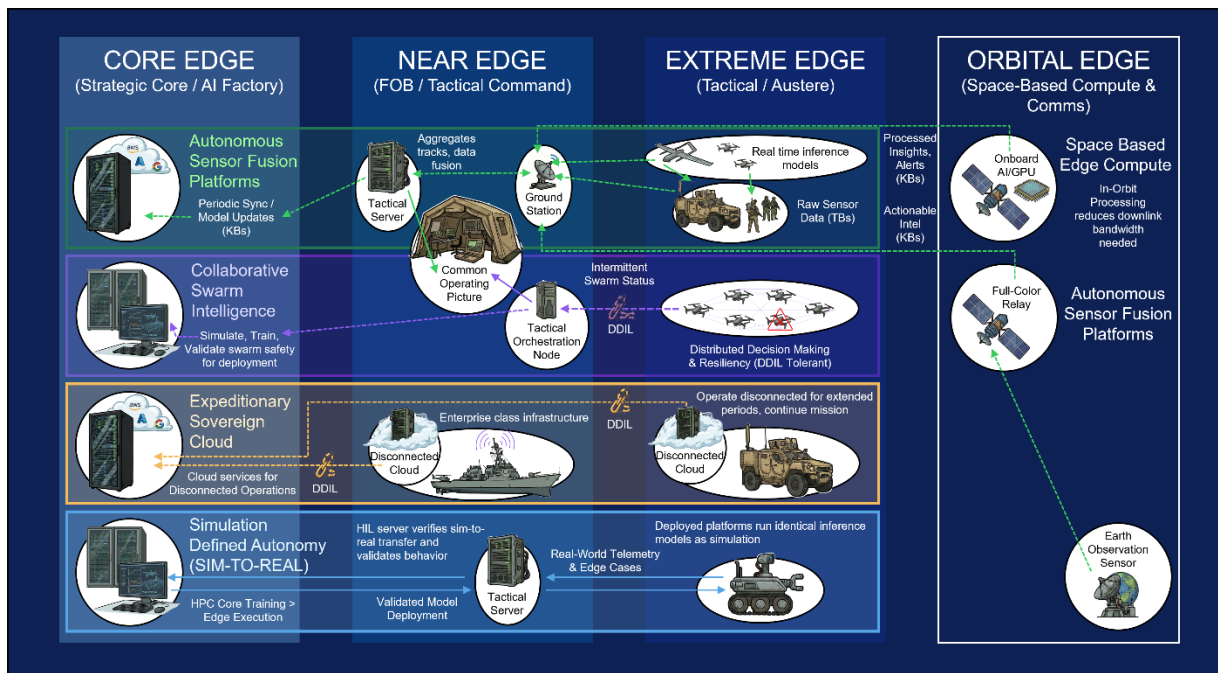 CORE EDGE
(Strategic Core / AI Factory)
NEAR EDGE
(FOB / Tactical Command)
EXTREME EDGE
(Tactical / Austere)
ORBITAL EDGE
(Space-Based Compute &
Comms)
aws
Autonomous
Sensor Fusion
Platforms
Periodic Sync /
Model Updates
(KBs)
Aggregates
tracks, data
fusion
Tactical
Server
Ground
Station
Real time inference
models
Raw Sensor
Data (TBs)
Processed
Insights,
Alerts
(KBs)
Actionable
Intel
(KBs)
Onboard
AI/GPU
Space Based
Edge Compute
In-Orbit
Processing
reduces downlink
bandwidth
needed
Collaborative
Swarm
Intelligence
Simulate, Train,
Validate swarm safety
for deployment
Common
Operating
Picture
Tactical
Orchestration
Node
Intermittent
Swarm Status
DDIL
Distributed Decision Making
& Resiliency (DDIL Tolerant)
Full-Color
Relay
Autonomous
Sensor Fusion
Platforms
aws
Expeditionary
Sovereign
Cloud
Cloud services for
Disconnected Operations
DDIL
Enterprise class infrastructure
Disconnected
Cloud
DDIL
Operate disconnected for extended
periods, continue mission
Disconnected
Cloud
Simulation
Defined Autonomy
(SIM-TO-REAL)
HPC Core Training >
Edge Execution
HIL server verifies sim-to-
real transfer and
validates behavior
Validated Model
Deployment
Tactical
Server
Real-World Telemetry
& Edge Cases
Deployed platforms run identical inference
models as simulation
Earth
Observation
Sensor